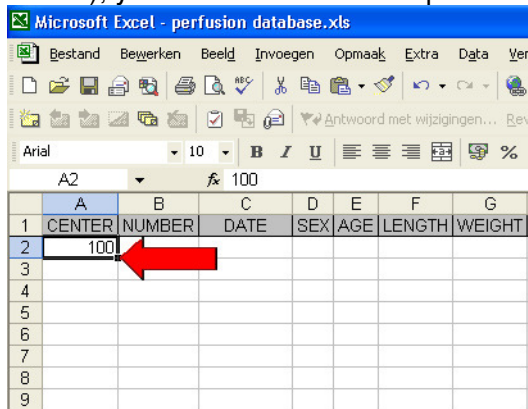 Microsoft Excel - perfusion database.xls
Bestand Bewerken Beeld Invoegen Opmaak Extra Data
Antwoord met wijzigingen...
Arial 10 B I U %
A2 fx 100
A B C D E F G
1 CENTER NUMBER DATE SEX AGE LENGTH WEIGHT
2 100
3
4
5
6
7
8
9